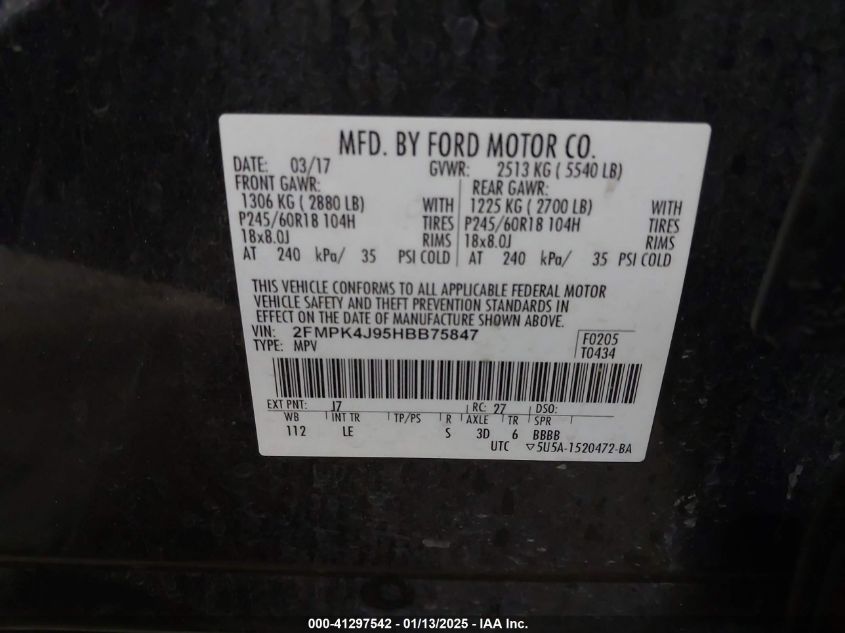 MFD. BY FORD MOTOR CO.
DATE: 03/17 GVWR: 2513 KG ( 5540 LB)
FRONT GAWR: REAR GAWR:
1306 KG ( 2880 LB) WITH 1225 KG ( 2700 LB) WITH
P245/60R18 104H TIRES P245/60R18 104H TIRES
18x8.0J RIMS 18x8.0J RIMS
AT 240 kPa/ 35 PSI COLD AT 240 kPa/ 35 PSI COLD
THIS VEHICLE CONFORMS TO ALL APPLICABLE FEDERAL MOTOR
VEHICLE SAFETY AND THEFT PREVENTION STANDARDS IN
EFFECT ON THE DATE OF MANUFACTURE SHOWN ABOVE.
VIN: 2FMPK4J95HBB75847 F0205
TYPE: MPV T0434
EXT PNT: J7 RC: 27 DSO:
WB INT TR TP/PS R AXLE TR SPR
112 LE S 3D 6 BBBB
UTC ▽5U5A-1520472-BA
000-41297542 - 01/13/2025 - IAA Inc.